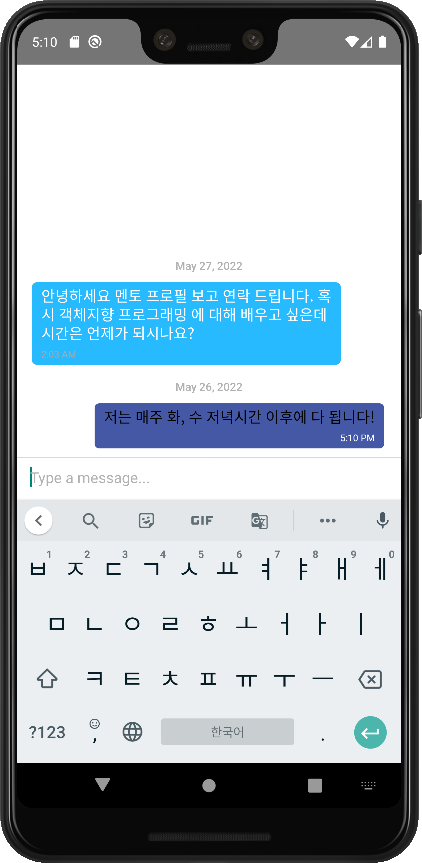 5:10
May 27, 2022
안녕하세요 멘토 프로필 보고 연락 드립니다. 혹
시 객체지향 프로그래밍 에 대해 배우고 싶은데
시간은 언제가 되시나요?
2:03 AM
May 26, 2022
저는 매주 화, 수 저녁시간 이후에 다 됩니다!
5:10 PM
Type a message...
GIF
1 2 3 4 5 6 7 8 9 0
ㅂ ㅈ ㄷ ㄱ ㅅ ㅛ ㅕ ㅑ ㅐ ㅔ
ㅁ ㄴ ㅇ ㄹ ㅎ ㅗ ㅓ ㅏ ㅣ
ㅋ ㅌ ㅊ ㅍ ㅠ ㅜ ㅡ
?123 , 한국어 .